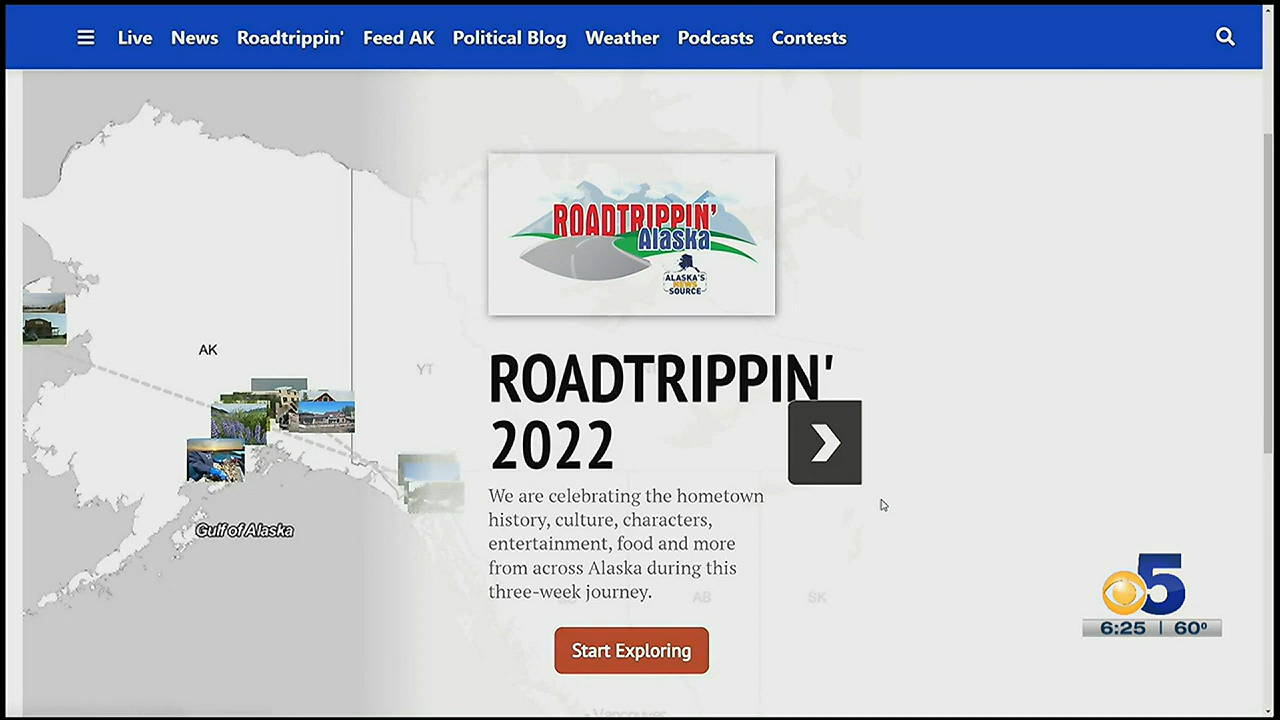 Live News Roadtrippin' Feed AK Political Blog Weather Podcasts Contests
ROADTRIPPIN'
Alaska
ALASKA'S
NEWS
SOURCE
AK
YT
ROADTRIPPIN'
2022
We are celebrating the hometown
history, culture, characters,
entertainment, food and more
from across Alaska during this
three-week journey.
Gulf of Alaska
AB
SK
Start Exploring
Vancouver
5
6:25 | 60º